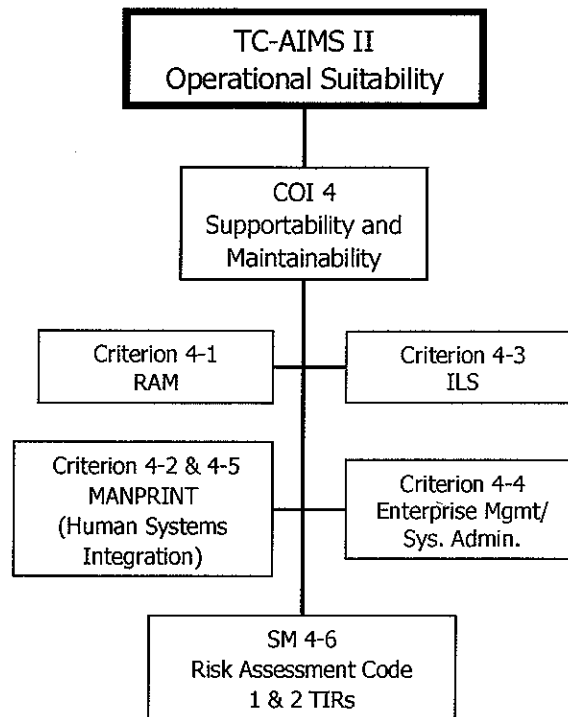 TC-AIMS II
Operational Suitability
COI 4
Supportability and
Maintainability
Criterion 4-1
RAM
Criterion 4-3
ILS
Criterion 4-2 & 4-5
MANPRINT
(Human Systems
Integration)
Criterion 4-4
Enterprise Mgmt/
Sys. Admin.
SM 4-6
Risk Assessment Code
1 & 2 TIRs